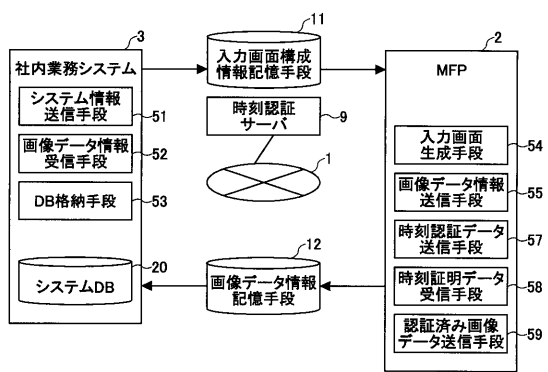 3
社内業務システム
システム情報
送信手段
51
画像データ情報
受信手段
52
DB格納手段
53
システムDB
20
11
入力画面構成
情報記憶手段
時刻認証
サーバ
9
1
12
画像データ情報
記憶手段
2
MFP
入力画面
生成手段
54
画像データ情報
送信手段
55
時刻認証データ
送信手段
57
時刻証明データ
受信手段
58
認証済み画像
データ送信手段
59